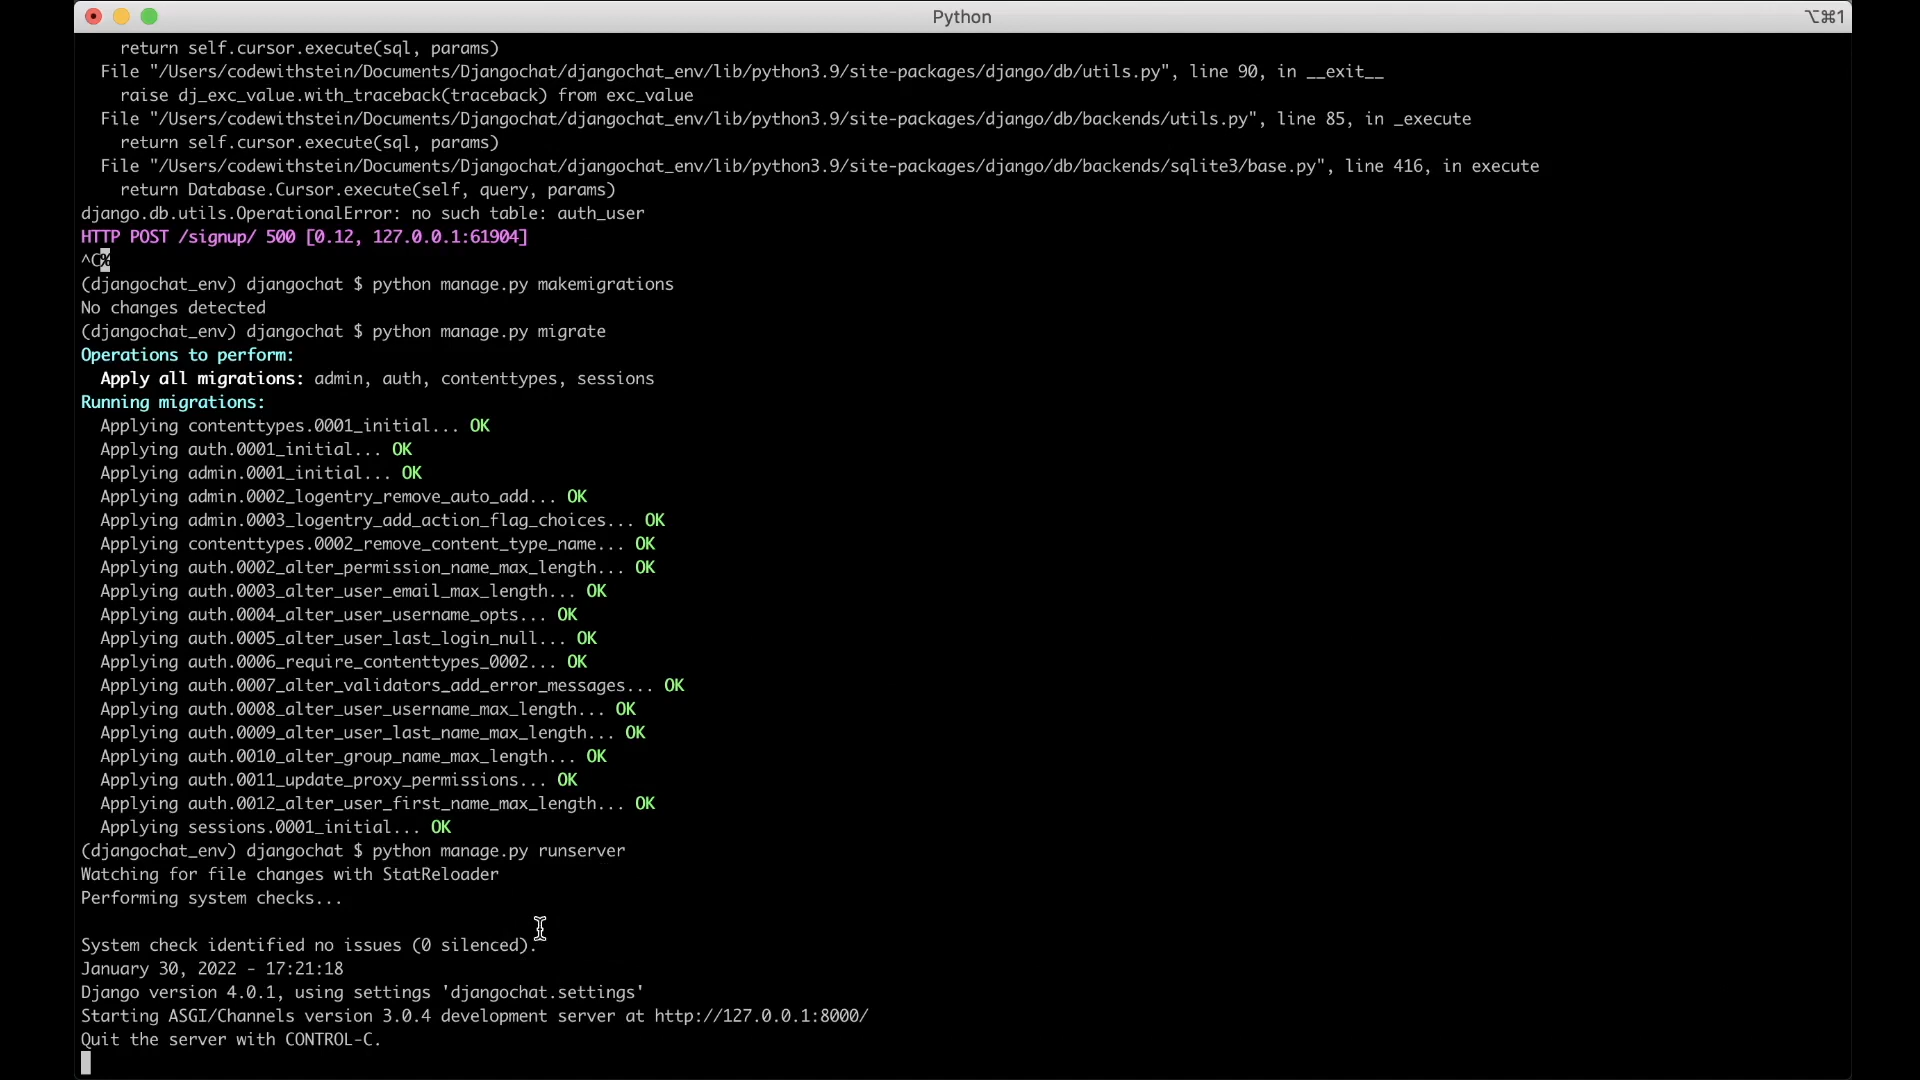 Python
⌥⌘1
return self.cursor.execute(sql, params)
File "/Users/codewithstein/Documents/Djangochat/djangochat_env/lib/python3.9/site-packages/django/db/utils.py", line 90, in __exit__
raise dj_exc_value.with_traceback(traceback) from exc_value
File "/Users/codewithstein/Documents/Djangochat/djangochat_env/lib/python3.9/site-packages/django/db/backends/utils.py", line 85, in _execute
return self.cursor.execute(sql, params)
File "/Users/codewithstein/Documents/Djangochat/djangochat_env/lib/python3.9/site-packages/django/db/backends/sqlite3/base.py", line 416, in execute
return Database.Cursor.execute(self, query, params)
django.db.utils.OperationalError: no such table: auth_user
HTTP POST /signup/ 500 [0.12, 127.0.0.1:61904]
^C%
(djangochat_env) djangochat $ python manage.py makemigrations
No changes detected
(djangochat_env) djangochat $ python manage.py migrate
Operations to perform:
Apply all migrations: admin, auth, contenttypes, sessions
Running migrations:
Applying contenttypes.0001_initial... OK
Applying auth.0001_initial... OK
Applying admin.0001_initial... OK
Applying admin.0002_logentry_remove_auto_add... OK
Applying admin.0003_logentry_add_action_flag_choices... OK
Applying contenttypes.0002_remove_content_type_name... OK
Applying auth.0002_alter_permission_name_max_length... OK
Applying auth.0003_alter_user_email_max_length... OK
Applying auth.0004_alter_user_username_opts... OK
Applying auth.0005_alter_user_last_login_null... OK
Applying auth.0006_require_contenttypes_0002... OK
Applying auth.0007_alter_validators_add_error_messages... OK
Applying auth.0008_alter_user_username_max_length... OK
Applying auth.0009_alter_user_last_name_max_length... OK
Applying auth.0010_alter_group_name_max_length... OK
Applying auth.0011_update_proxy_permissions... OK
Applying auth.0012_alter_user_first_name_max_length... OK
Applying sessions.0001_initial... OK
(djangochat_env) djangochat $ python manage.py runserver
Watching for file changes with StatReloader
Performing system checks...
System check identified no issues (0 silenced).
January 30, 2022 - 17:21:18
Django version 4.0.1, using settings 'djangochat.settings'
Starting ASGI/Channels version 3.0.4 development server at http://127.0.0.1:8000/
Quit the server with CONTROL-C.